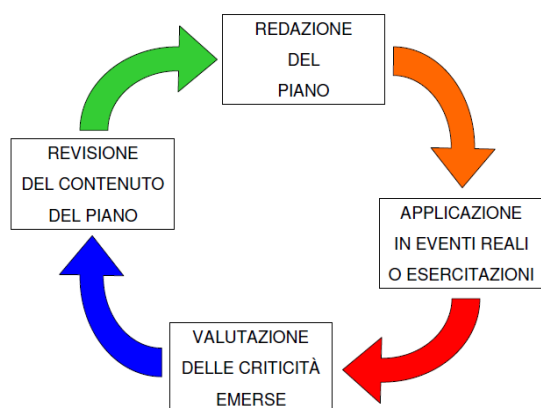 REDAZIONE
DEL
PIANO
APPLICAZIONE
IN EVENTI REALI
O ESERCITAZIONI
VALUTAZIONE
DELLE CRITICITÀ
EMERSE
REVISIONE
DEL CONTENUTO
DEL PIANO